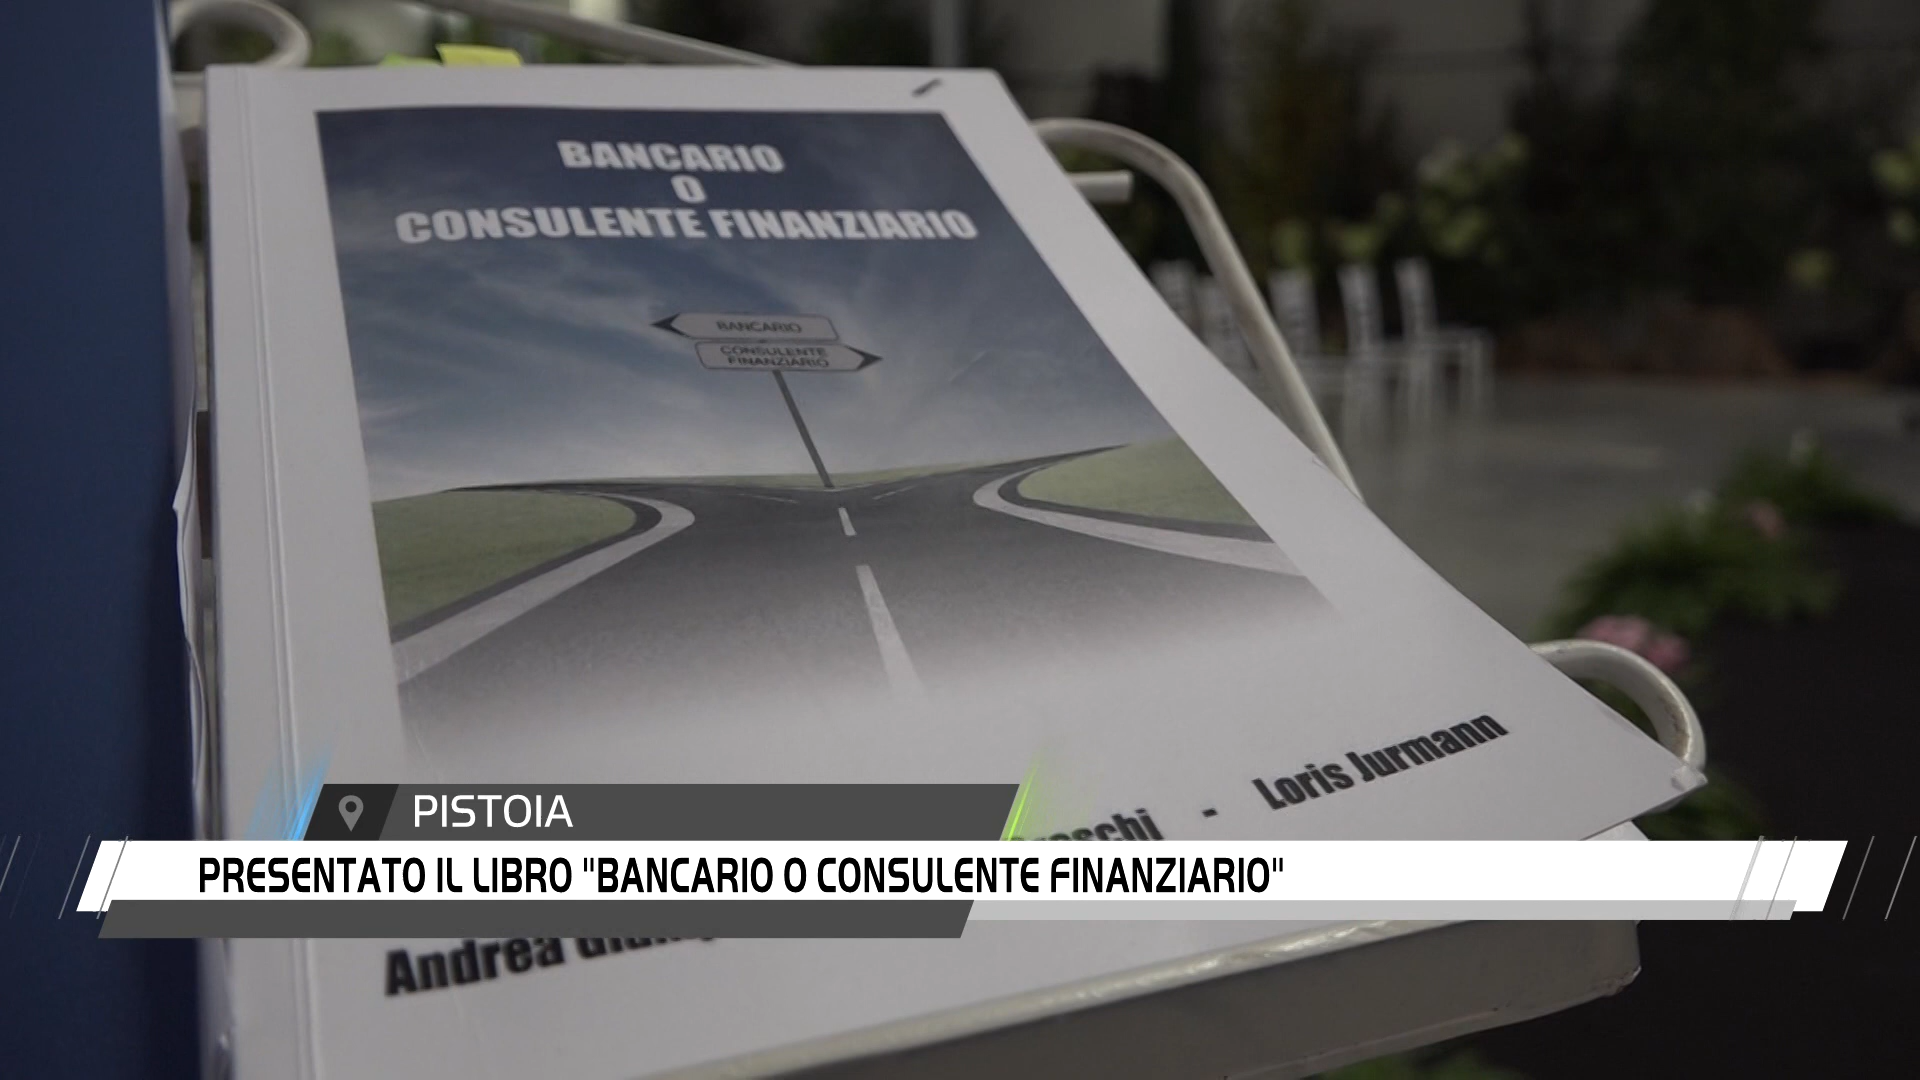 BANCARIO
O
CONSULENTE FINANZIARIO
BANCARIO
CONSULENTE
FINANZIARIO
Loris Jurmann
-
Andrea
PISTOIA
PRESENTATO IL LIBRO "BANCARIO O CONSULENTE FINANZIARIO"